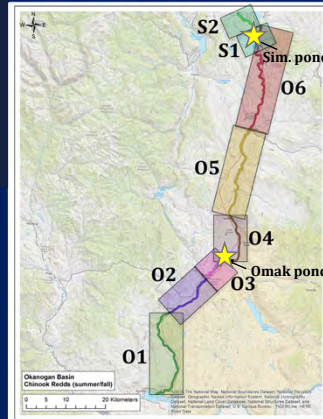 S2
S1
Sim. pond
O6
O5
O4
Omak pond
O3
O2
O1
Okanogan Basin
Chinook Redds (summer/fall)
0 5 10 20 Kilometers